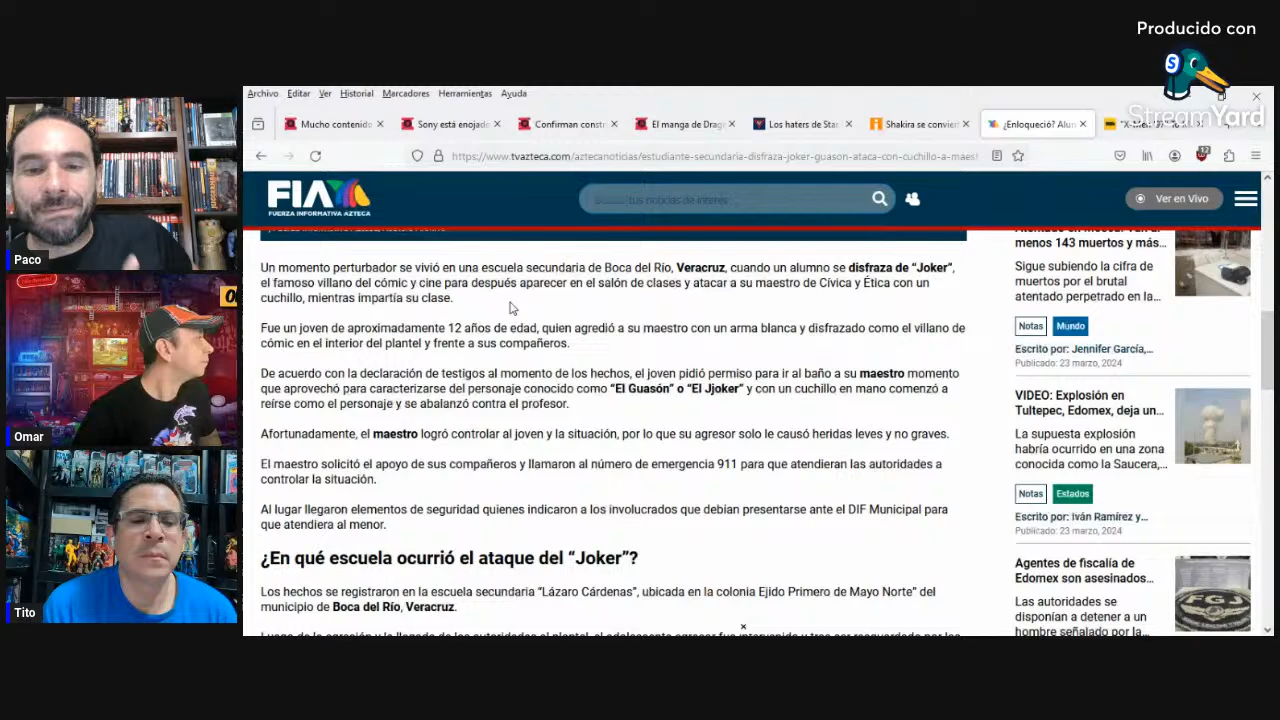 Producido con
StreamYard
Archivo Editar Ver Historial Marcadores Herramientas Ayuda
Mucho contenido
Sony está enojado
Confirman constr
El manga de Drag
Los haters de Star
Shakira se convier
¿Enloqueció? Alun
https://www.tvazteca.com/aztecanoticias/estudiante-secundaria-disfraza-joker-guason-ataca-con-cuchillo-a-maest
12
FIA
FUERZA INFORMATIVA AZTECA
Buscar tus noticias de interés
Ver en Vivo
Un momento perturbador se vivió en una escuela secundaria de Boca del Río, Veracruz, cuando un alumno se disfraza de “Joker”,
el famoso villano del cómic y cine para después aparecer en el salón de clases y atacar a su maestro de Cívica y Ética con un
cuchillo, mientras impartía su clase.
Fue un joven de aproximadamente 12 años de edad, quien agredió a su maestro con un arma blanca y disfrazado como el villano de
cómic en el interior del plantel y frente a sus compañeros.
De acuerdo con la declaración de testigos al momento de los hechos, el joven pidió permiso para ir al baño a su maestro momento
que aprovechó para caracterizarse del personaje conocido como “El Guasón” o “El Jjoker” y con un cuchillo en mano comenzó a
reírse como el personaje y se abalanzó contra el profesor.
Afortunadamente, el maestro logró controlar al joven y la situación, por lo que su agresor solo le causó heridas leves y no graves.
El maestro solicitó el apoyo de sus compañeros y llamaron al número de emergencia 911 para que atendieran las autoridades a
controlar la situación.
Al lugar llegaron elementos de seguridad quienes indicaron a los involucrados que debian presentarse ante el DIF Municipal para
que atendiera al menor.
¿En qué escuela ocurrió el ataque del “Joker”?
Los hechos se registraron en la escuela secundaria “Lázaro Cárdenas”, ubicada en la colonia Ejido Primero de Mayo Norte” del
municipio de Boca del Río, Veracruz.
menos 143 muertos y más...
Sigue subiendo la cifra de
muertos por el brutal
atentado perpetrado en la...
Notas Mundo
Escrito por: Jennifer García,...
Publicado: 23 marzo, 2024
VIDEO: Explosión en
Tultepec, Edomex, deja un...
La supuesta explosión
habría ocurrido en una zona
conocida como la Saucera,...
Notas Estados
Escrito por: Iván Ramírez y...
Publicado: 23 marzo, 2024
Agentes de fiscalía de
Edomex son asesinados...
Las autoridades se
disponían a detener a un
hombre señalado por la
FGJ
Paco
Omar
Tito